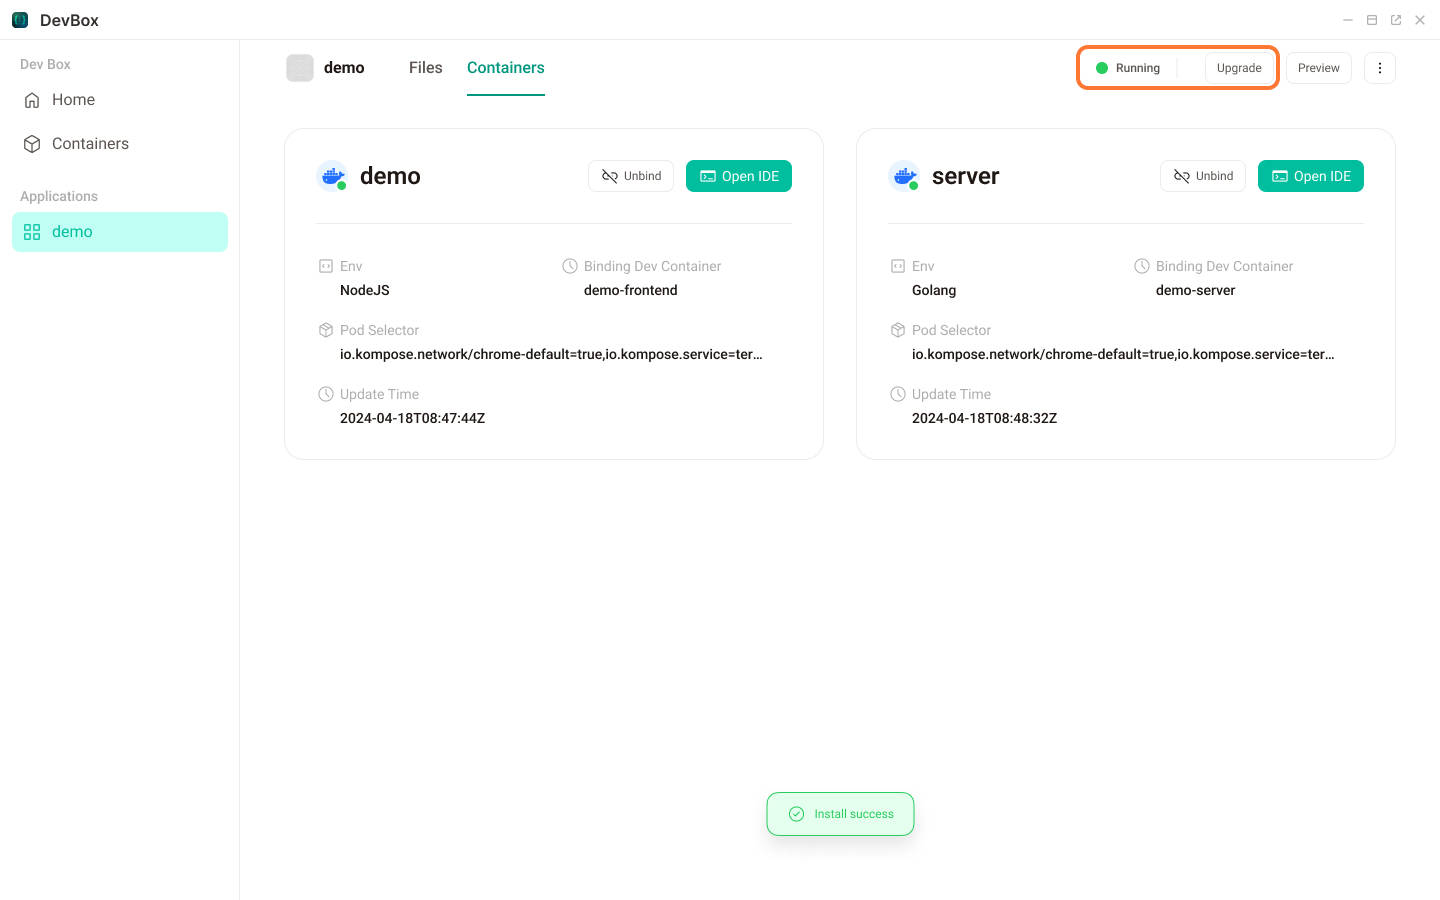 DevBox
Dev Box
Home
Containers
Applications
demo
demo
Files
Containers
Running
Upgrade
Preview
demo
Unbind
Open IDE
Env
NodeJS
Binding Dev Container
demo-frontend
Pod Selector
io.kompose.network/chrome-default=true,io.kompose.service=ter...
Update Time
2024-04-18T08:47:44Z
server
Unbind
Open IDE
Env
Golang
Binding Dev Container
demo-server
Pod Selector
io.kompose.network/chrome-default=true,io.kompose.service=ter...
Update Time
2024-04-18T08:48:32Z
Install success